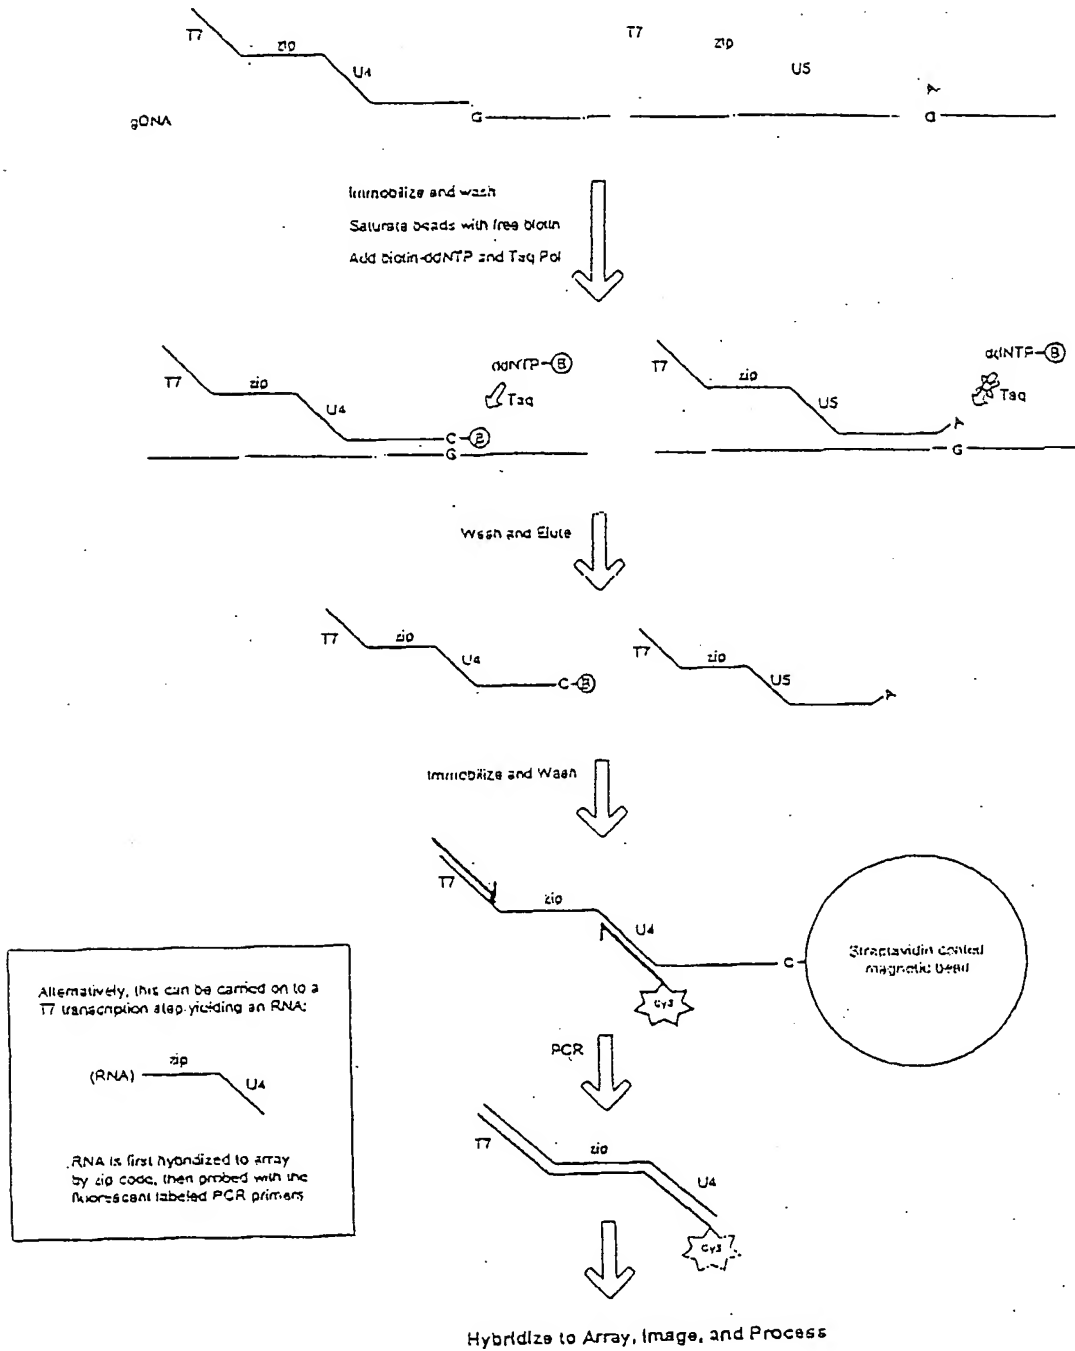 T7 zip U4
T7 zip U5
A
gDNA
G
G
Immobilize and wash
Saturate beads with free biotin
Add biotin-ddNTP and Taq Pol
T7 zip U4
ddNTP-B
Taq
C-B
G
T7 zip U5
ddNTP-B
Taq
A
G
Wash and Elute
T7 zip U4
C-B
T7 zip U5
A
Immobilize and Wash
T7 zip U4
C
Streptavidin coated
magnetic bead
Cy3
Alternatively, this can be carried on to a
T7 transcription step yielding an RNA:
zip
(RNA)
U4
RNA is first hybridized to array
by zip code, then probed with the
fluorescent labeled PCR primers
PCR
T7 zip U4
Cy3
Hybridize to Array, Image, and Process